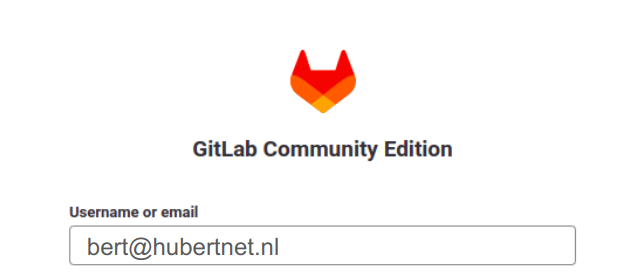 GitLab Community Edition
Username or email
bert@hubertnet.nl